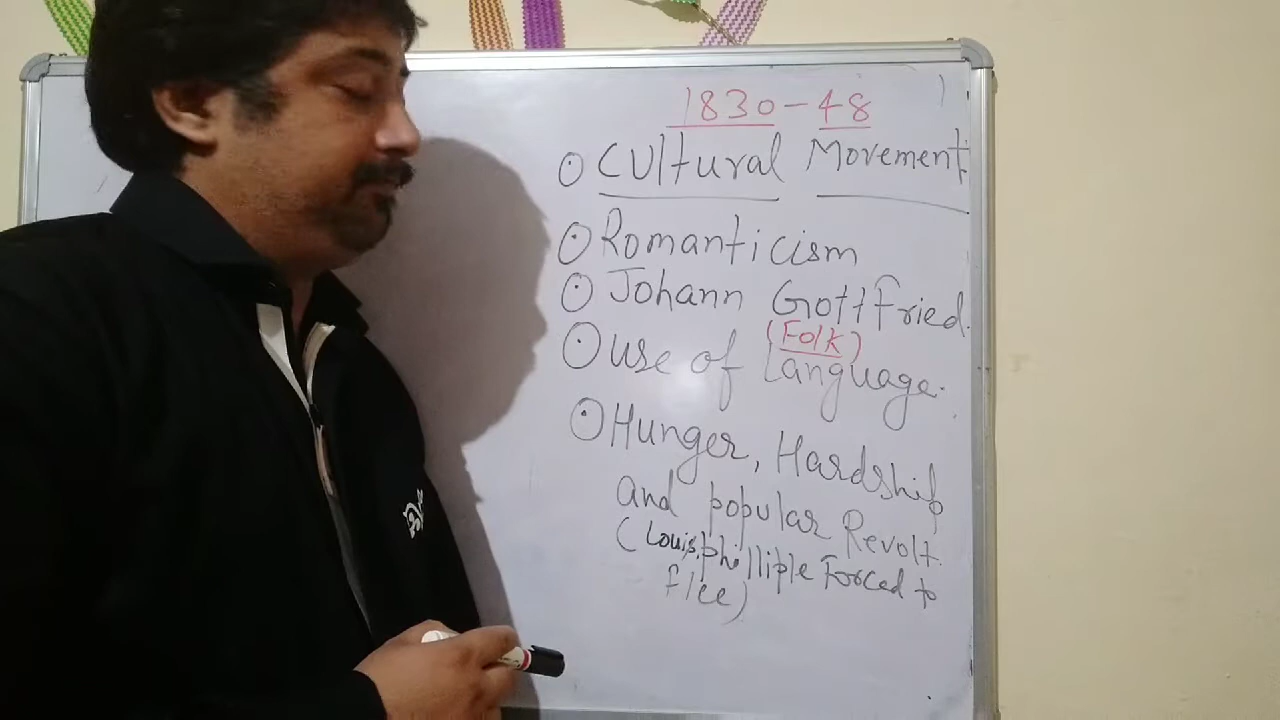 1830-48
Cultural Movement
Romanticism
Johann Gottfried.
(Folk)
use of Language.
Hunger, Hardship
and popular Revolt.
(Louis, philliple Forced to
flee)